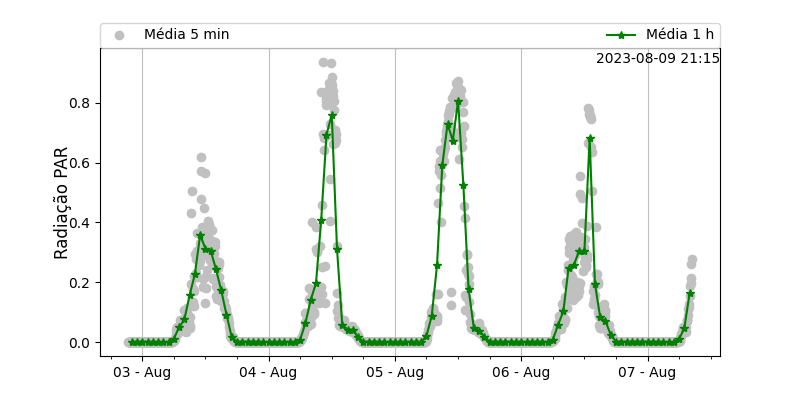 Média 5 min
Média 1 h
2023-08-09 21:15
Radiação PAR
0.8
0.6
0.4
0.2
0.0
03 - Aug
04 - Aug
05 - Aug
06 - Aug
07 - Aug